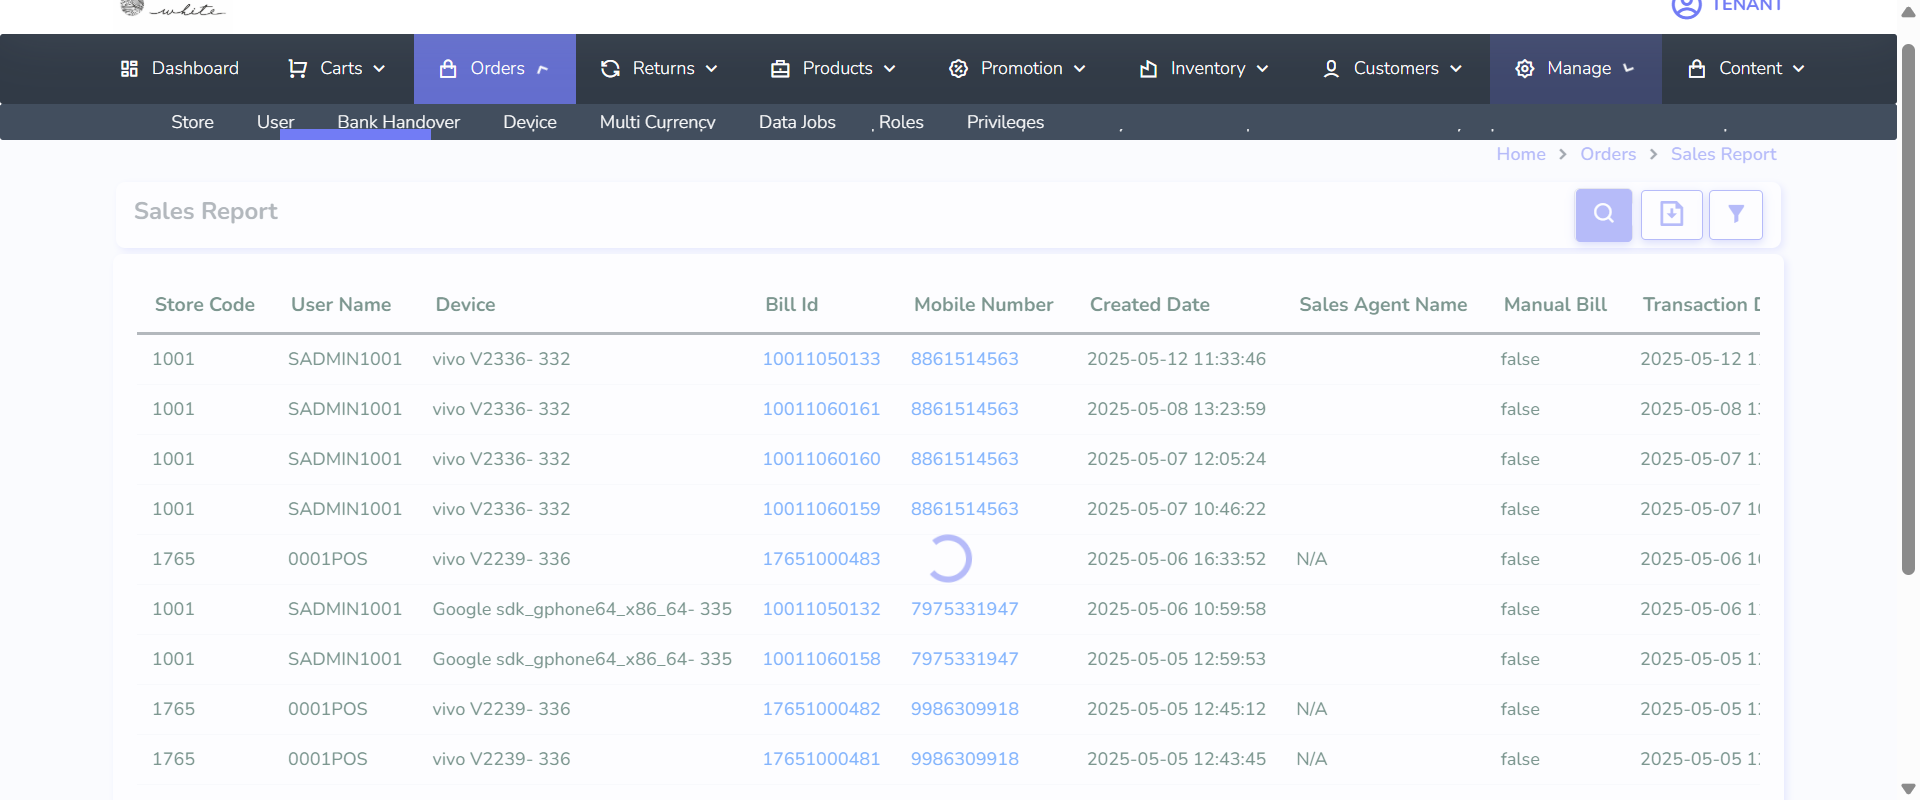 white
TENANT
Dashboard Carts Orders Returns Products Promotion Inventory Customers Manage Content
Store User Bank Handover Device Multi Currency Data Jobs Roles Privileges
Home > Orders > Sales Report
Sales Report
Store Code User Name Device Bill Id Mobile Number Created Date Sales Agent Name Manual Bill Transaction D
1001 SADMIN1001 vivo V2336- 332 10011050133 8861514563 2025-05-12 11:33:46 false 2025-05-12 1
1001 SADMIN1001 vivo V2336- 332 10011060161 8861514563 2025-05-08 13:23:59 false 2025-05-08 1
1001 SADMIN1001 vivo V2336- 332 10011060160 8861514563 2025-05-07 12:05:24 false 2025-05-07 1
1001 SADMIN1001 vivo V2336- 332 10011060159 8861514563 2025-05-07 10:46:22 false 2025-05-07 1
1765 0001POS vivo V2239- 336 17651000483 2025-05-06 16:33:52 N/A false 2025-05-06 1
1001 SADMIN1001 Google sdk_gphone64_x86_64- 335 10011050132 7975331947 2025-05-06 10:59:58 false 2025-05-06 1
1001 SADMIN1001 Google sdk_gphone64_x86_64- 335 10011060158 7975331947 2025-05-05 12:59:53 false 2025-05-05 1
1765 0001POS vivo V2239- 336 17651000482 9986309918 2025-05-05 12:45:12 N/A false 2025-05-05 1
1765 0001POS vivo V2239- 336 17651000481 9986309918 2025-05-05 12:43:45 N/A false 2025-05-05 1